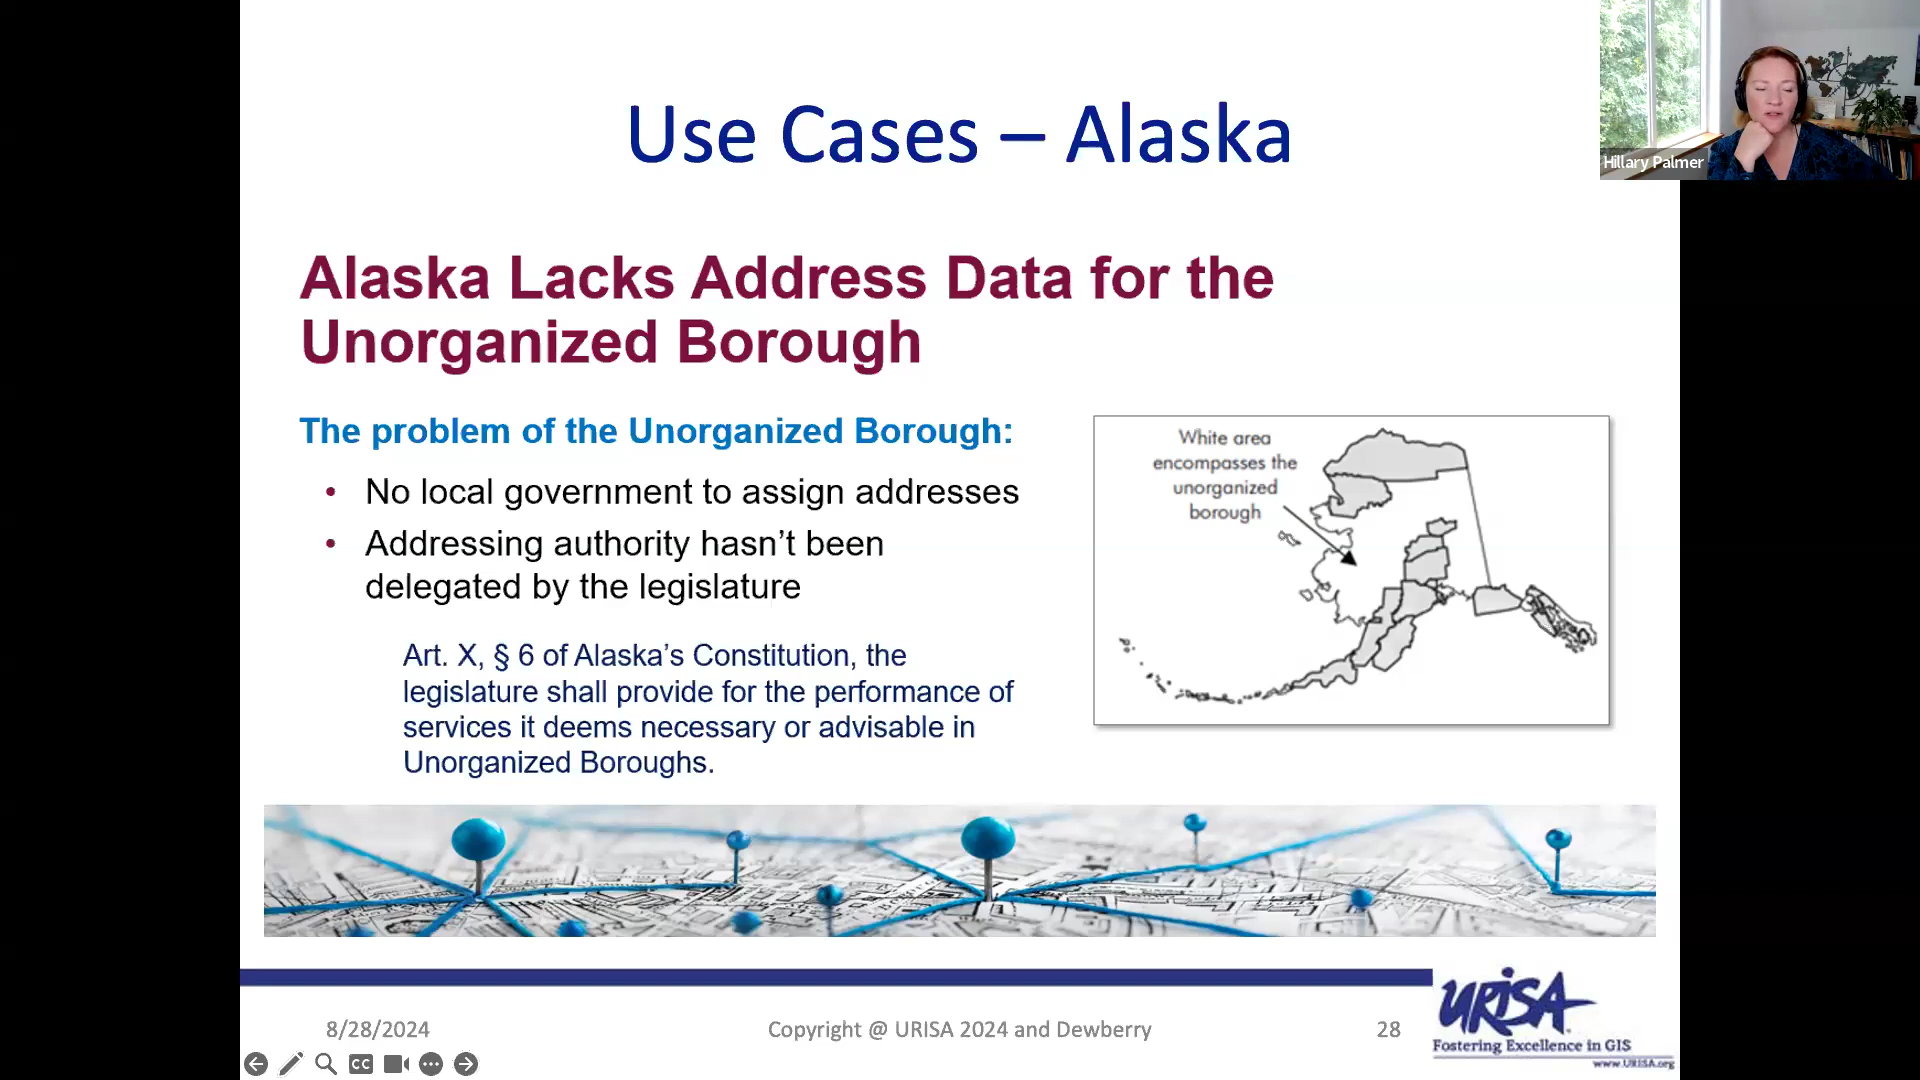 Use Cases – Alaska
Hillary Palmer
Alaska Lacks Address Data for the
Unorganized Borough
The problem of the Unorganized Borough:
• No local government to assign addresses
• Addressing authority hasn’t been
delegated by the legislature
Art. X, § 6 of Alaska’s Constitution, the
legislature shall provide for the performance of
services it deems necessary or advisable in
Unorganized Boroughs.
White area
encompasses the
unorganized
borough
8/28/2024
Copyright @ URISA 2024 and Dewberry
28
URISA
Fostering Excellence in GIS
www.URISA.org
CC